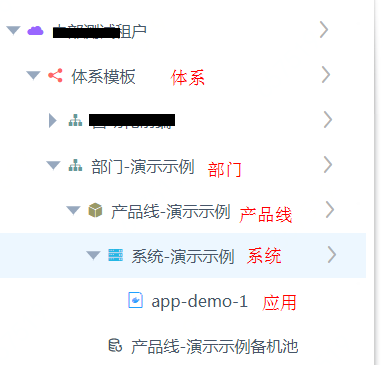 租户
体系模板 体系
部门-演示示例 部门
产品线-演示示例 产品线
系统-演示示例 系统
app-demo-1 应用
产品线-演示示例备机池